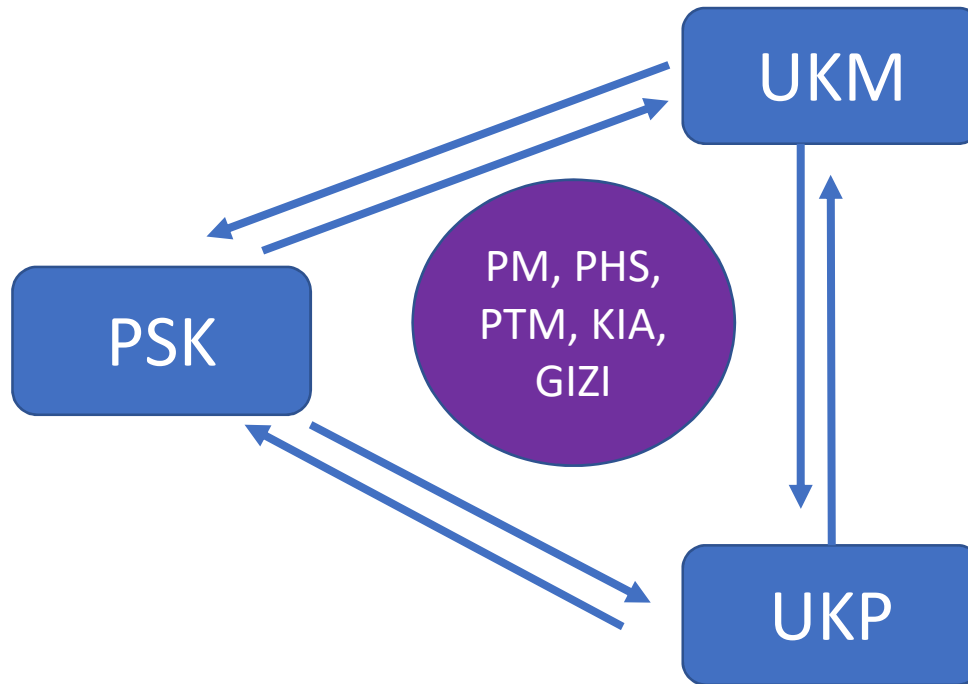 UKM
PM, PHS,
PTM, KIA,
GIZI
PSK
UKP